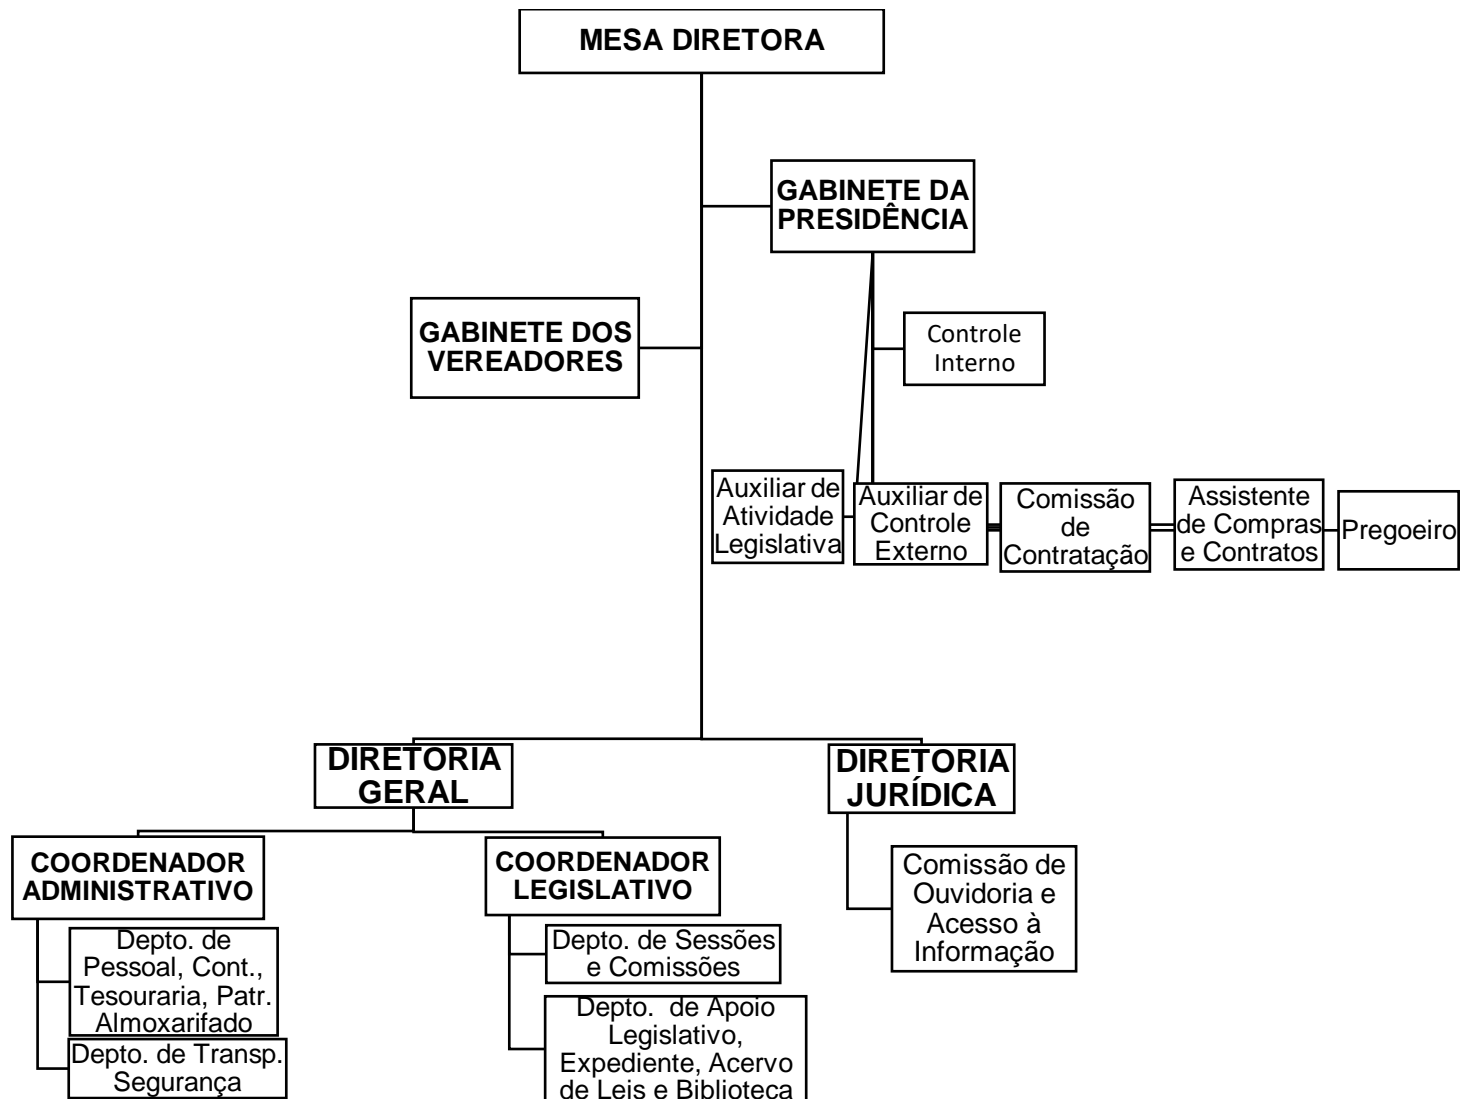 MESA DIRETORA
GABINETE DA
PRESIDÊNCIA
GABINETE DOS
VEREADORES
Controle
Interno
Auxiliar de
Atividade
Legislativa
Auxiliar de
Controle
Externo
Comissão
de
Contratação
Assistente
de Compras
e Contratos
Pregoeiro
DIRETORIA
GERAL
DIRETORIA
JURÍDICA
COORDENADOR
ADMINISTRATIVO
COORDENADOR
LEGISLATIVO
Comissão de
Ouvidoria e
Acesso à
Informação
Depto. de
Pessoal, Cont.,
Tesouraria, Patr.
Almoxarifado
Depto. de Transp.
Segurança
Depto. de Sessões
e Comissões
Depto. de Apoio
Legislativo,
Expediente, Acervo
de Leis e Biblioteca